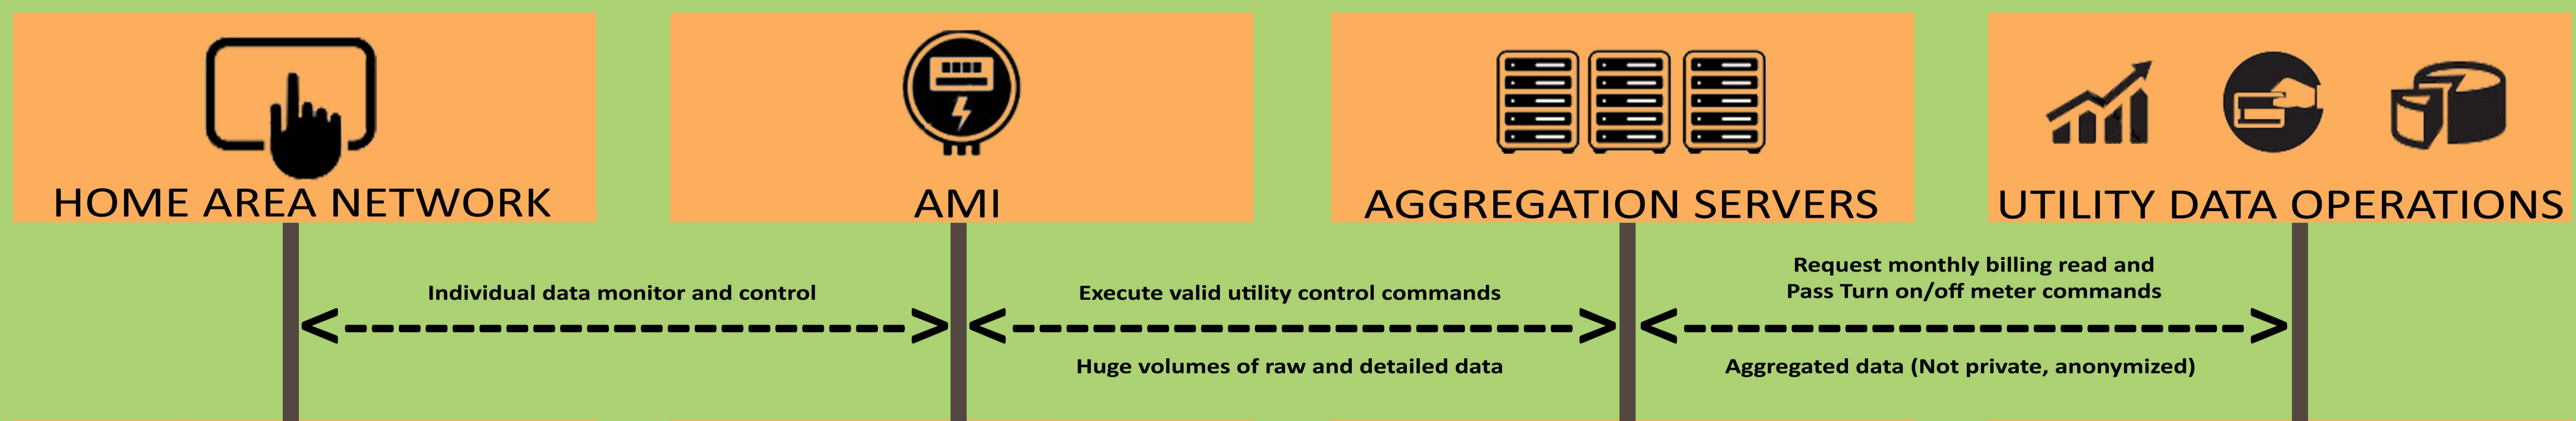 HOME AREA NETWORK
AMI
AGGREGATION SERVERS
UTILITY DATA OPERATIONS
Individual data monitor and control
Execute valid utility control commands
Huge volumes of raw and detailed data
Request monthly billing read and
Pass Turn on/off meter commands
Aggregated data (Not private, anonymized)